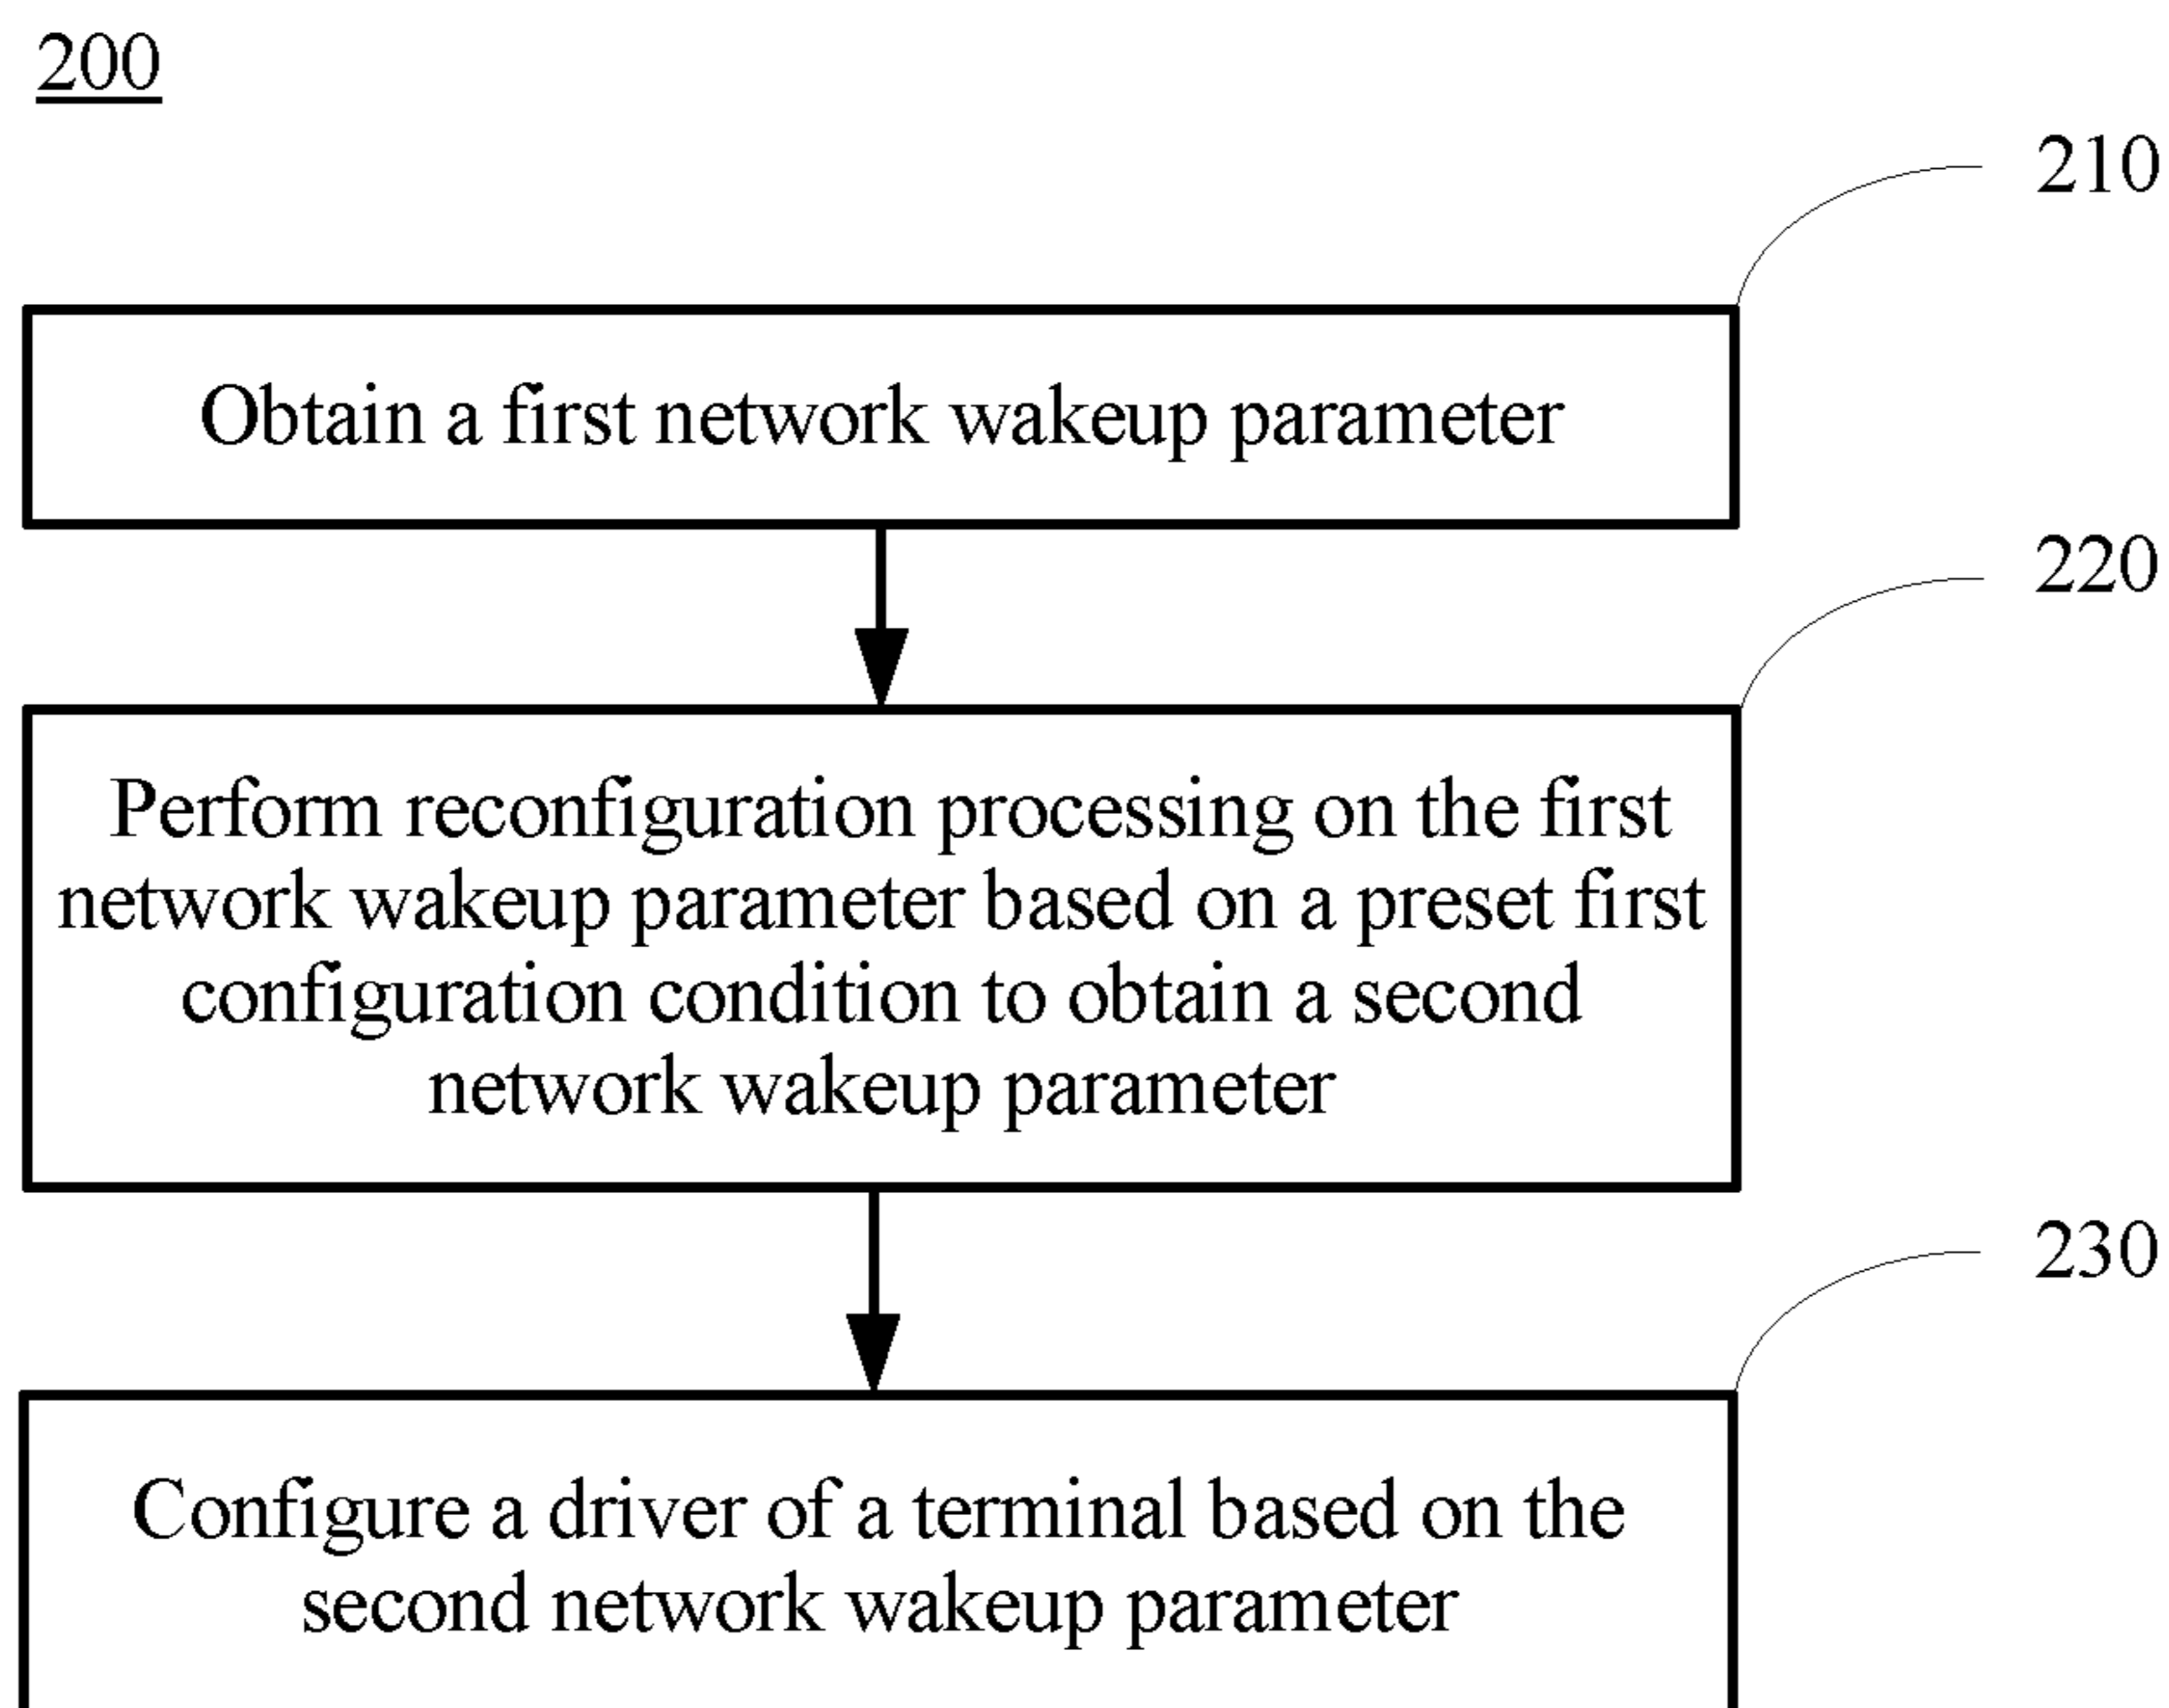 200
210
Obtain a first network wakeup parameter
220
Perform reconfiguration processing on the first
network wakeup parameter based on a preset first
configuration condition to obtain a second
network wakeup parameter
230
Configure a driver of a terminal based on the
second network wakeup parameter